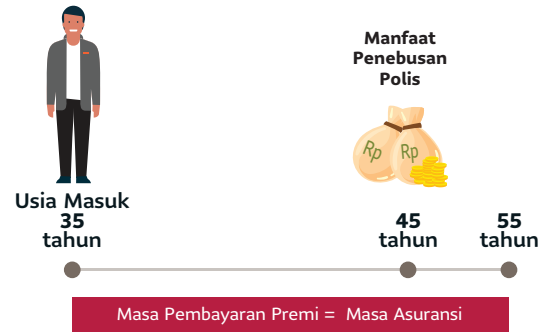 Manfaat
Penebusan
Polis
Rp
Rp
Usia Masuk
35
tahun
45
tahun
55
tahun
Masa Pembayaran Premi = Masa Asuransi